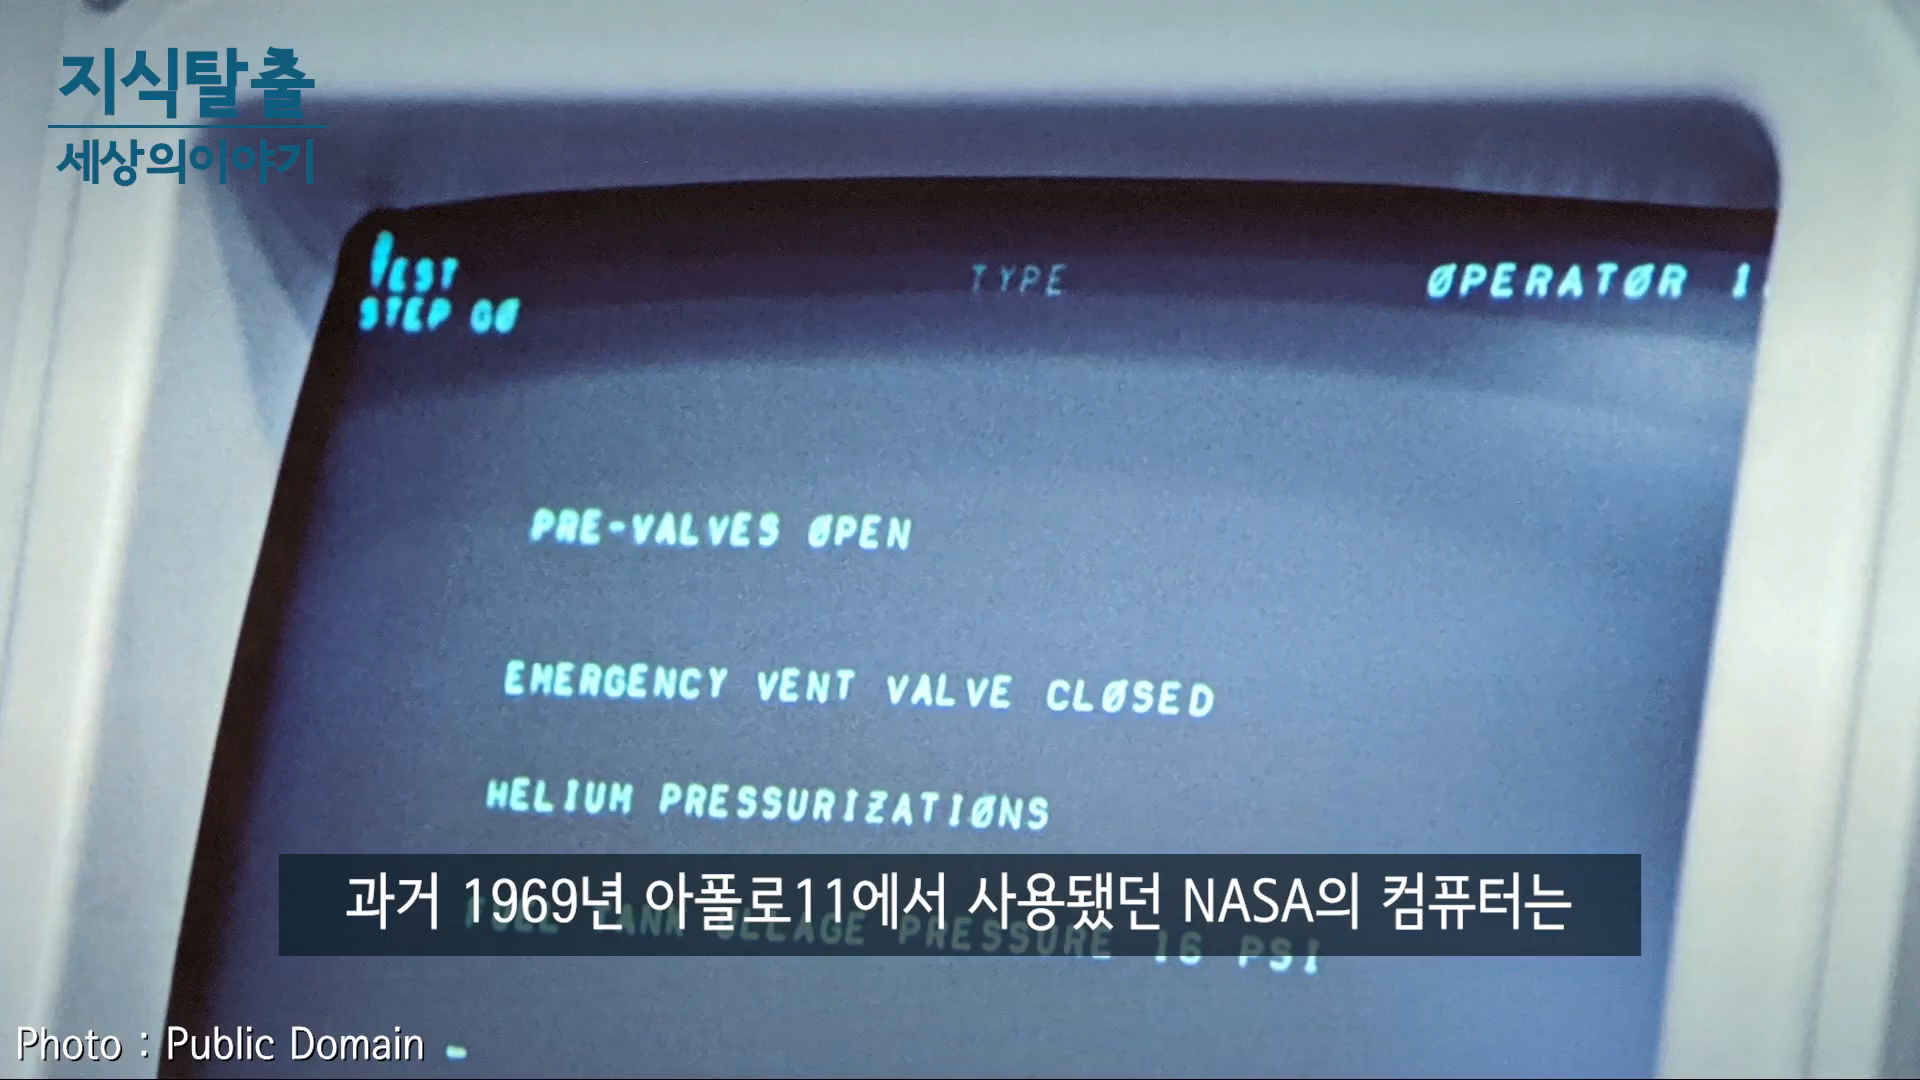 지식탈출
세상의이야기
TEST
STEP 00
TYPE
ØPERATØR 1
PRE-VALVES ØPEN
EMERGENCY VENT VALVE CLØSED
HELIUM PRESSURIZATIØNS
FUEL TANK ULLAGE PRESSURE 16 PSI
과거 1969년 아폴로11에서 사용됐던 NASA의 컴퓨터는
Photo : Public Domain